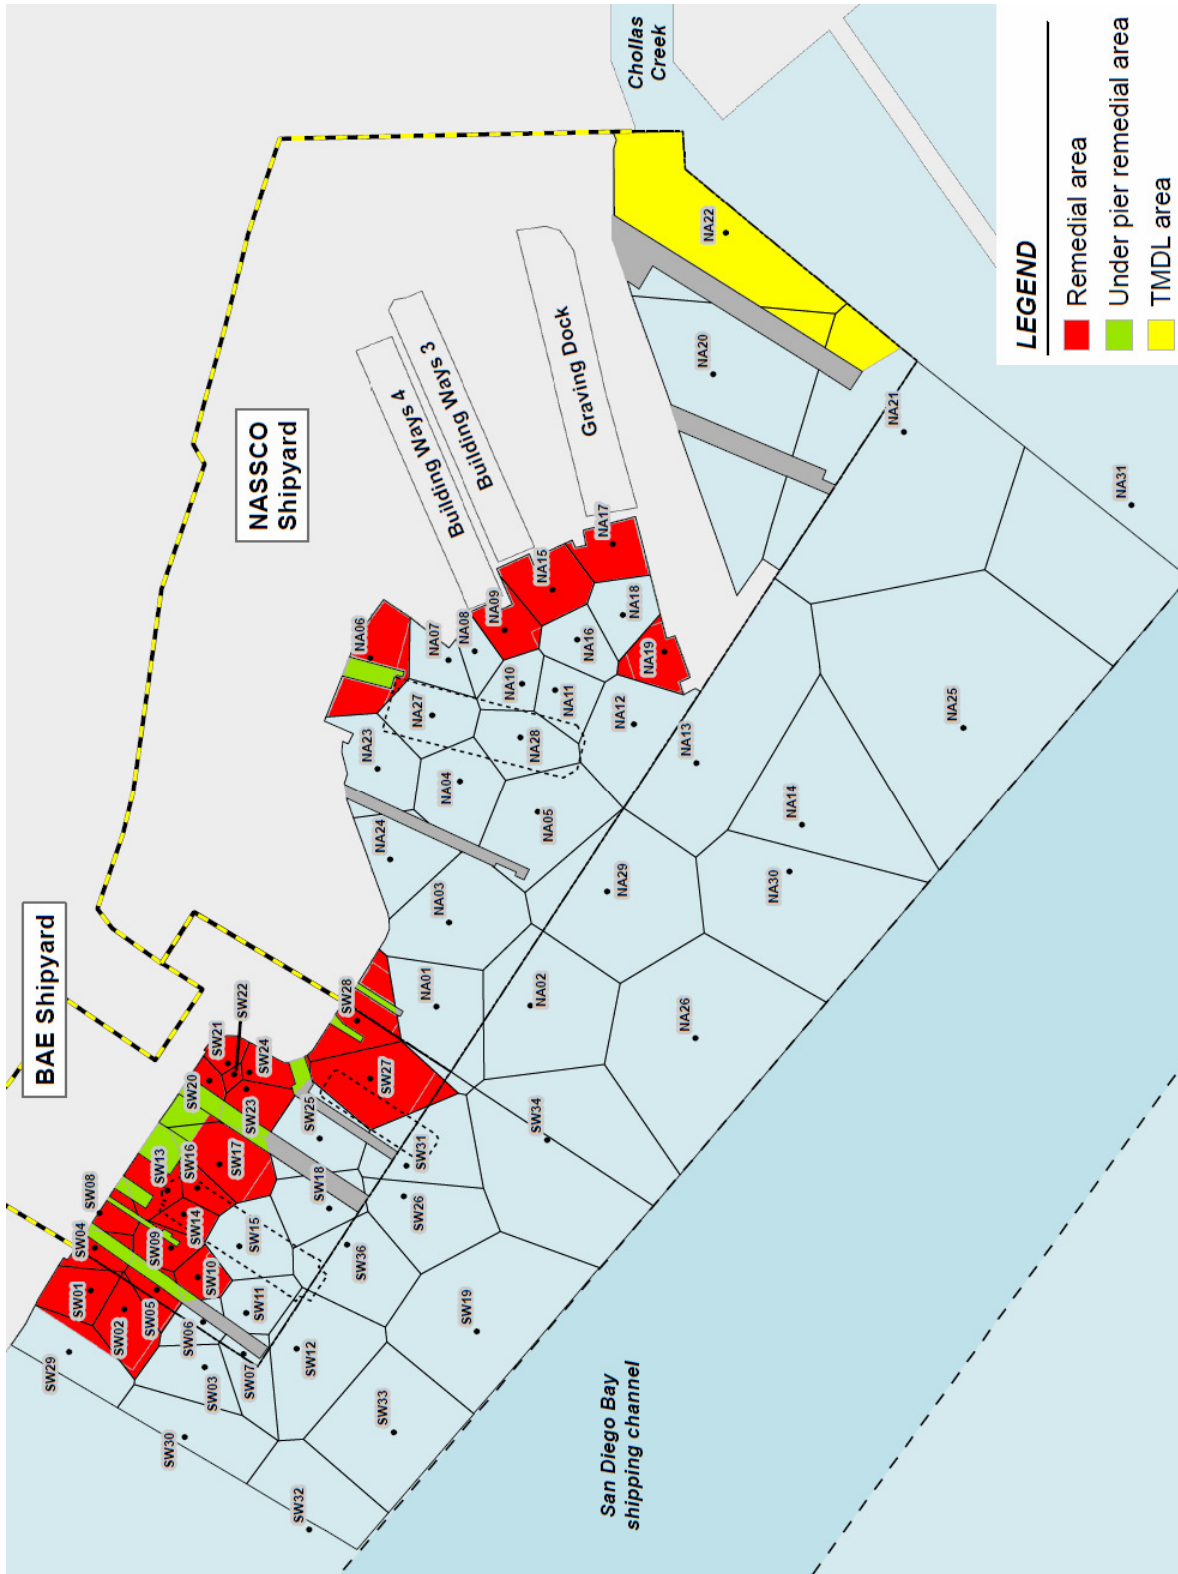 BAE Shipyard
NASSCO
Shipyard
Chollas
Creek
Building Ways 4
Building Ways 3
Graving Dock
San Diego Bay
shipping channel
SW29
SW01
SW04
SW08
SW02
SW05
SW09
SW13
SW16
SW20
SW21
SW22
SW24
SW23
SW17
SW14
SW10
SW06
SW03
SW07
SW11
SW15
SW18
SW25
SW28
SW27
SW31
SW26
SW36
SW12
SW30
SW32
SW33
SW19
SW34
NA01
NA03
NA24
NA23
NA06
NA27
NA07
NA08
NA09
NA04
NA10
NA28
NA11
NA05
NA16
NA15
NA17
NA18
NA19
NA12
NA13
NA02
NA29
NA26
NA30
NA14
NA25
NA20
NA21
NA22
NA31
LEGEND
Remedial area
Under pier remedial area
TMDL area